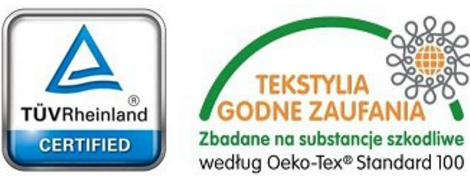 ®
TÜVRheinland
CERTIFIED
TEKSTYLIA
GODNE ZAUFANIA
Zbadane na substancje szkodliwe
według Oeko-Tex® Standard 100